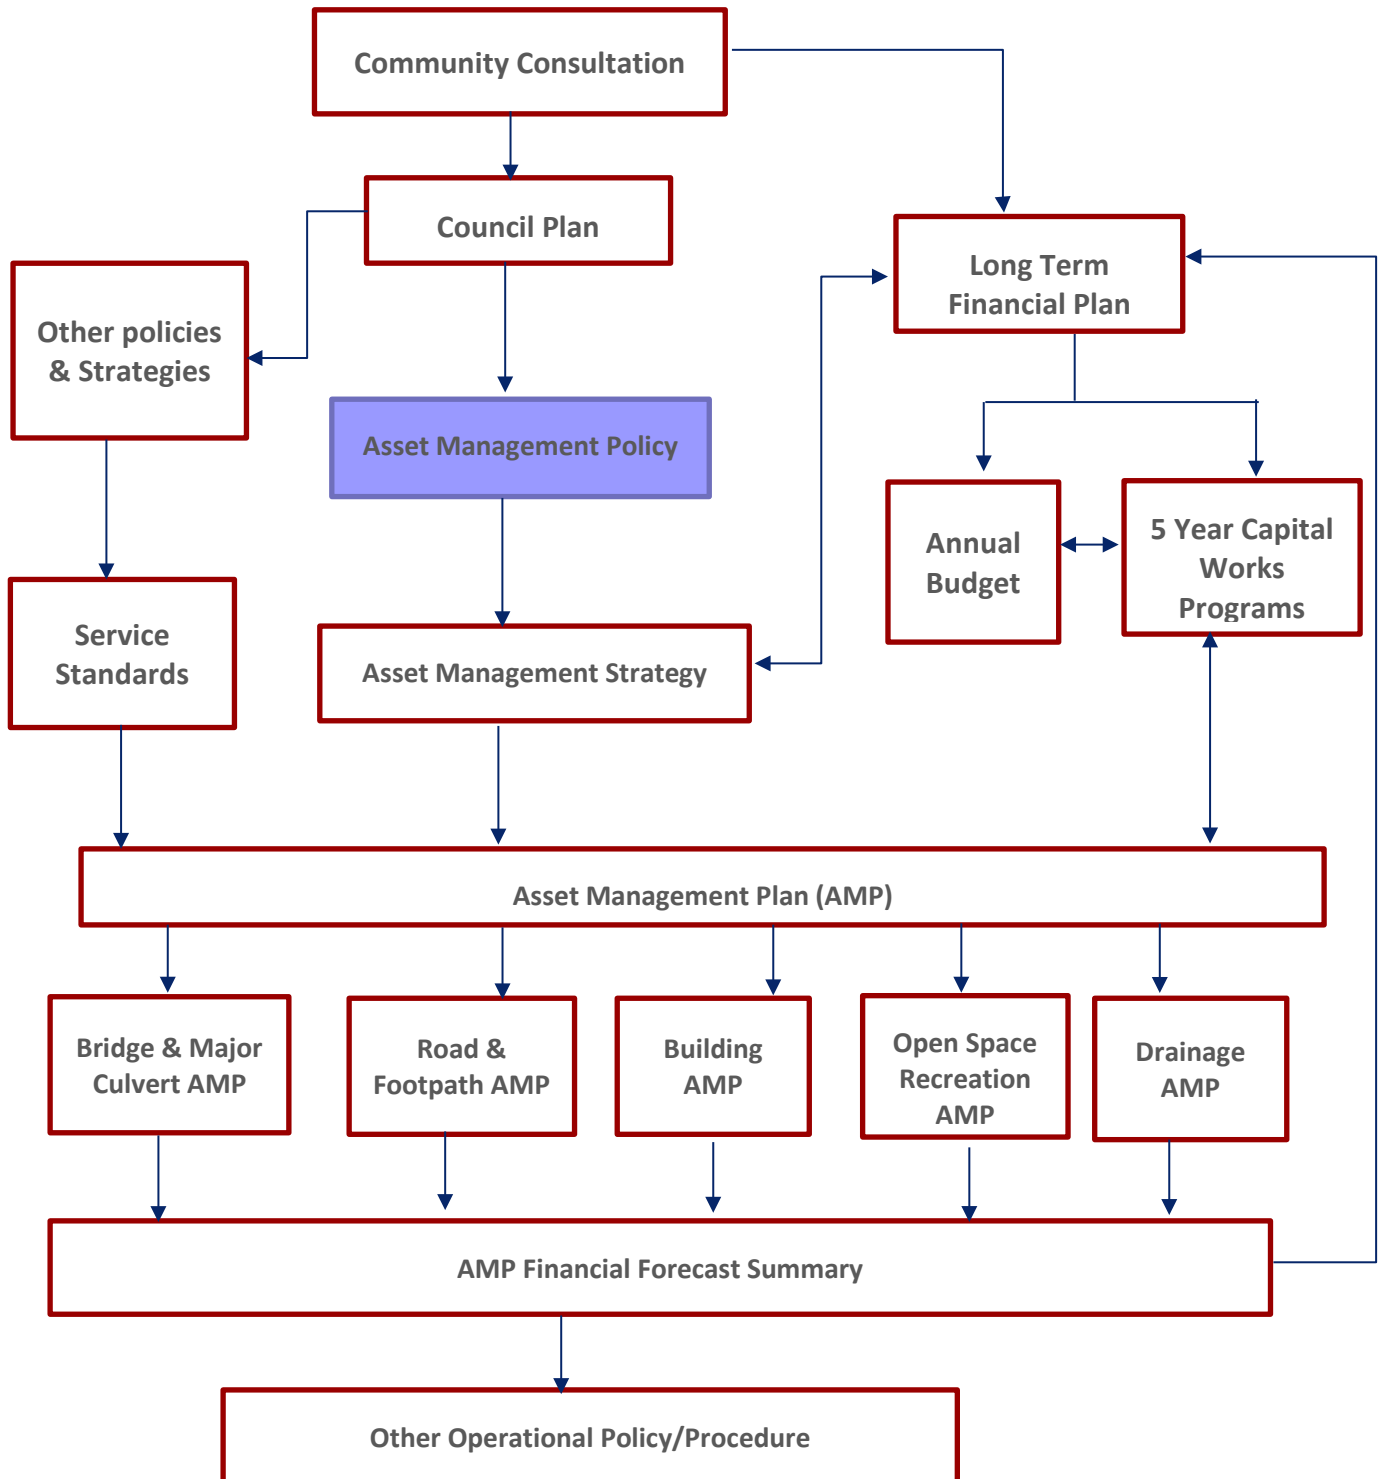 Community Consultation
Council Plan
Long Term
Financial Plan
Other policies
& Strategies
Asset Management Policy
Annual
Budget
5 Year Capital
Works
Programs
Service
Standards
Asset Management Strategy
Asset Management Plan (AMP)
Bridge & Major
Culvert AMP
Road &
Footpath AMP
Building
AMP
Open Space
Recreation
AMP
Drainage
AMP
AMP Financial Forecast Summary
Other Operational Policy/Procedure